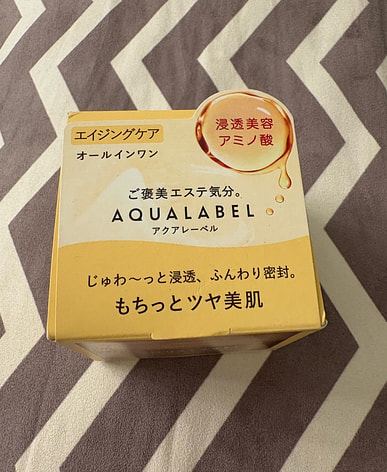 エイジングケア
オールインワン
浸透美容
アミノ酸
ご褒美エステ気分。
AQUALABEL
アクアレーベル
じゅわ～っと浸透、ふんわり密封。
もちっとツヤ美肌